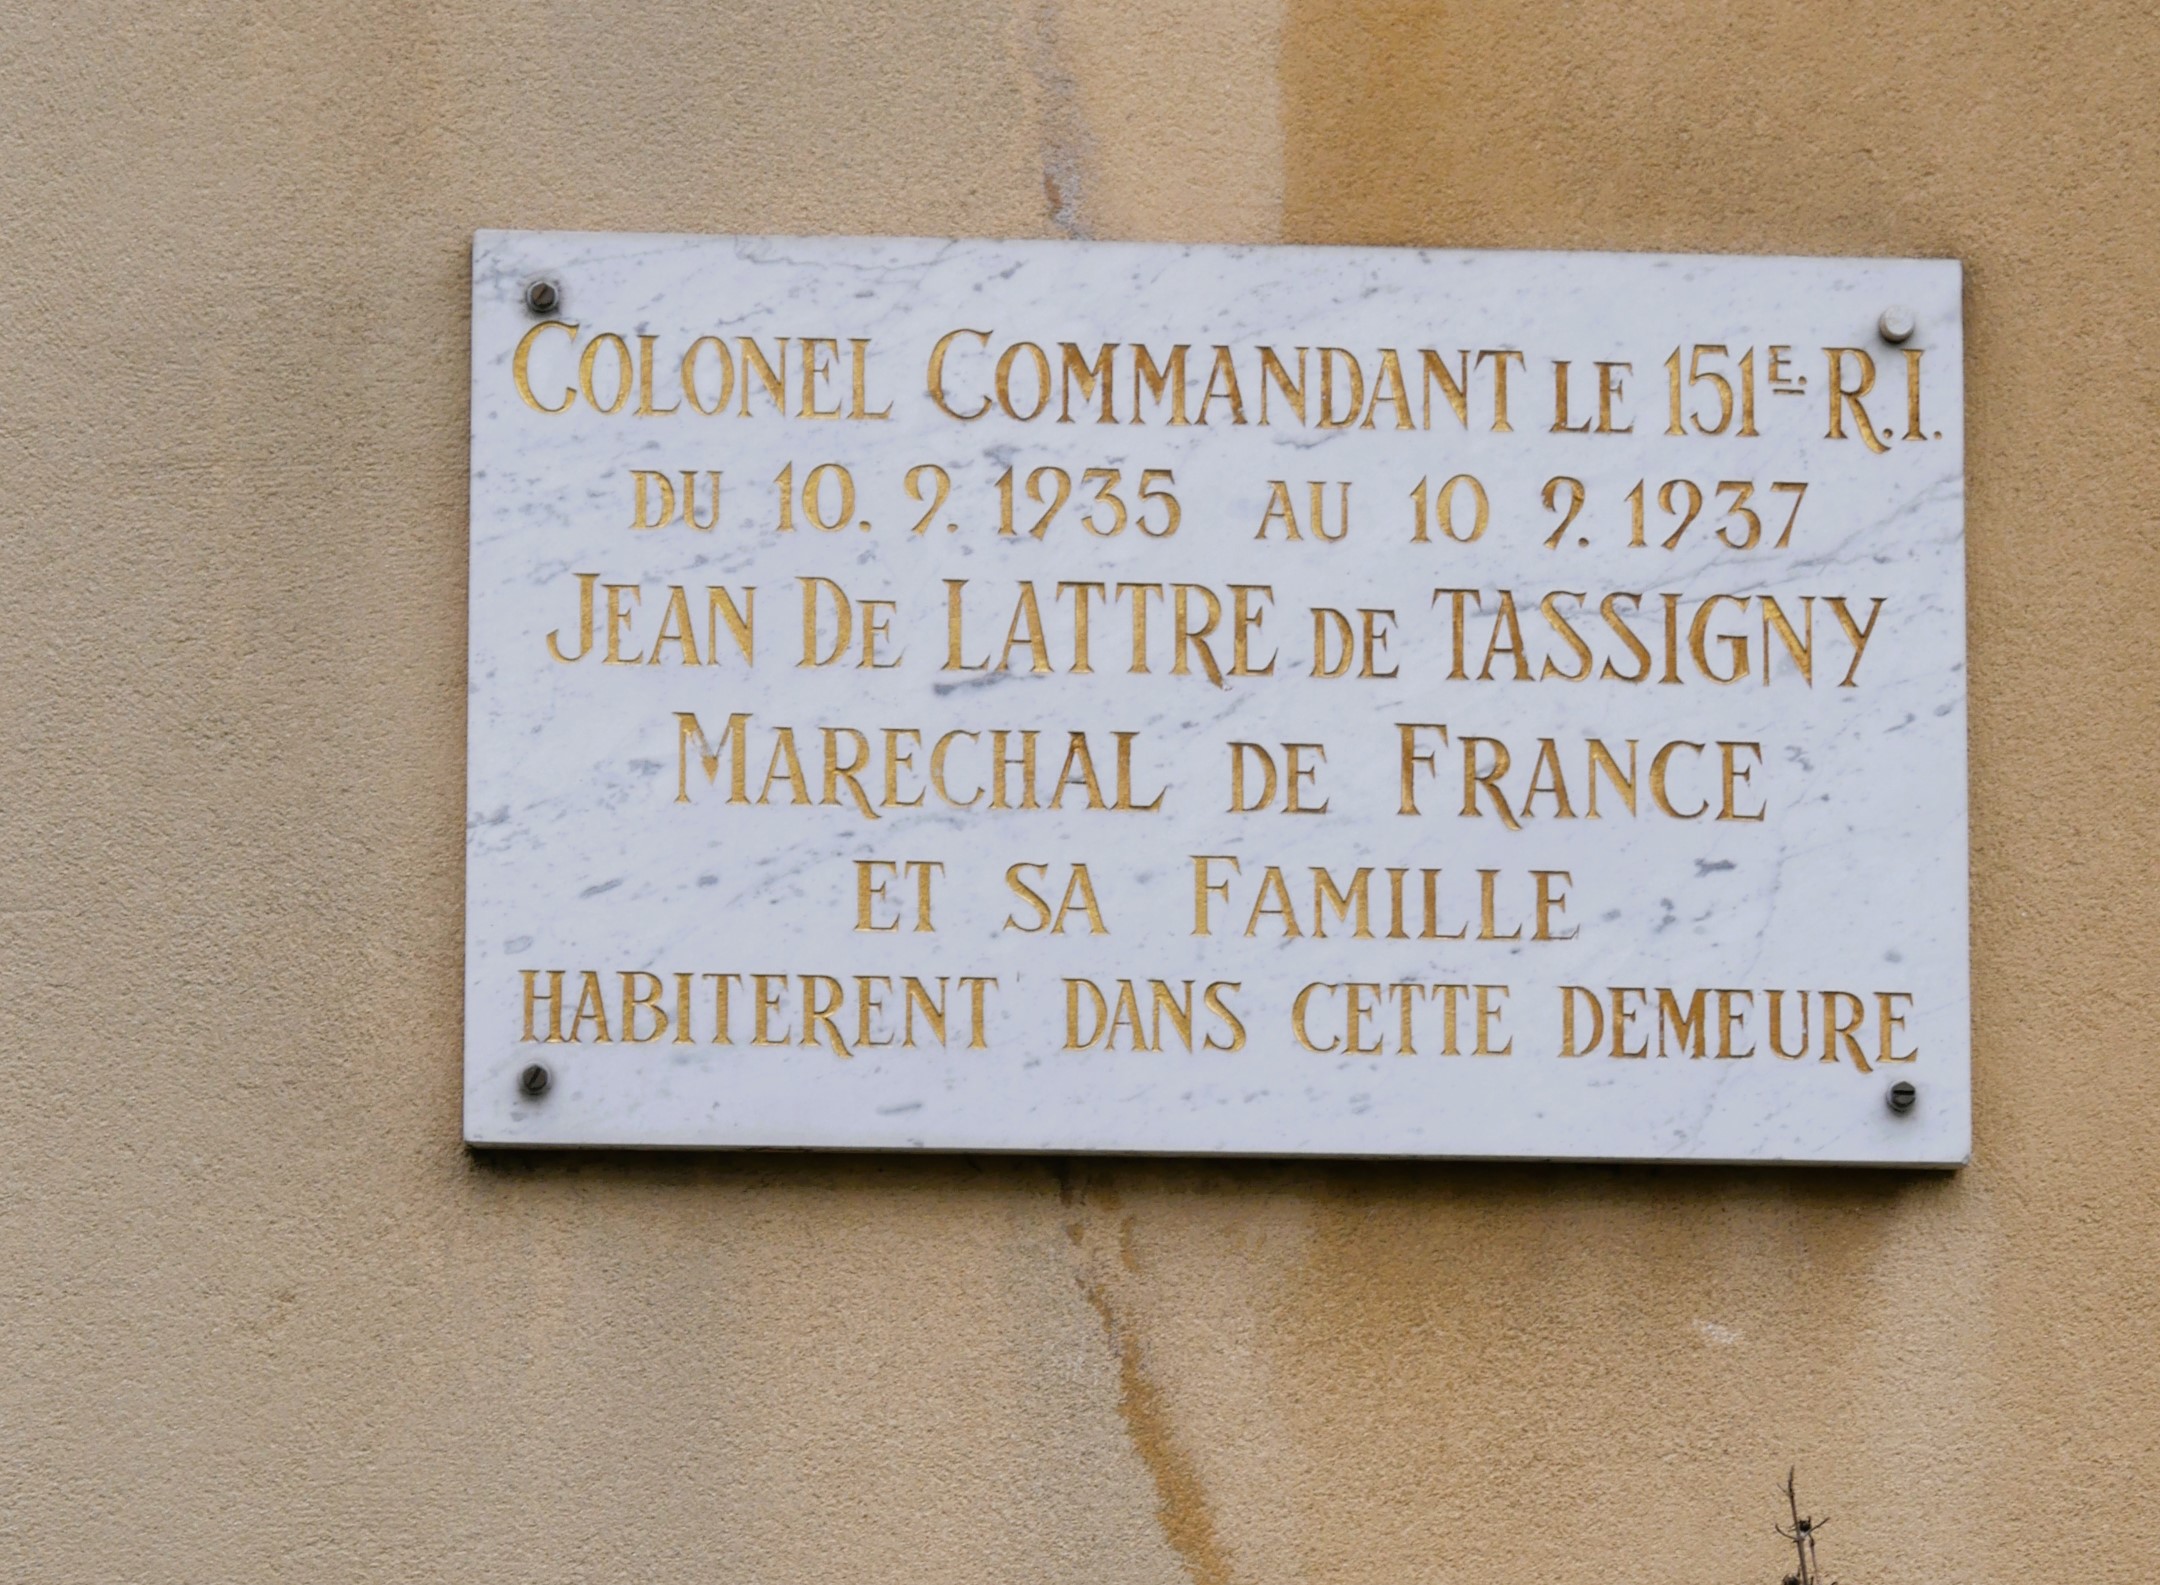 COLONEL COMMANDANT LE 151E. R.I.
DU 10. 9. 1935 AU 10 9. 1937
JEAN DE LATTRE DE TASSIGNY
MARECHAL DE FRANCE
ET SA FAMILLE
HABITERENT DANS CETTE DEMEURE